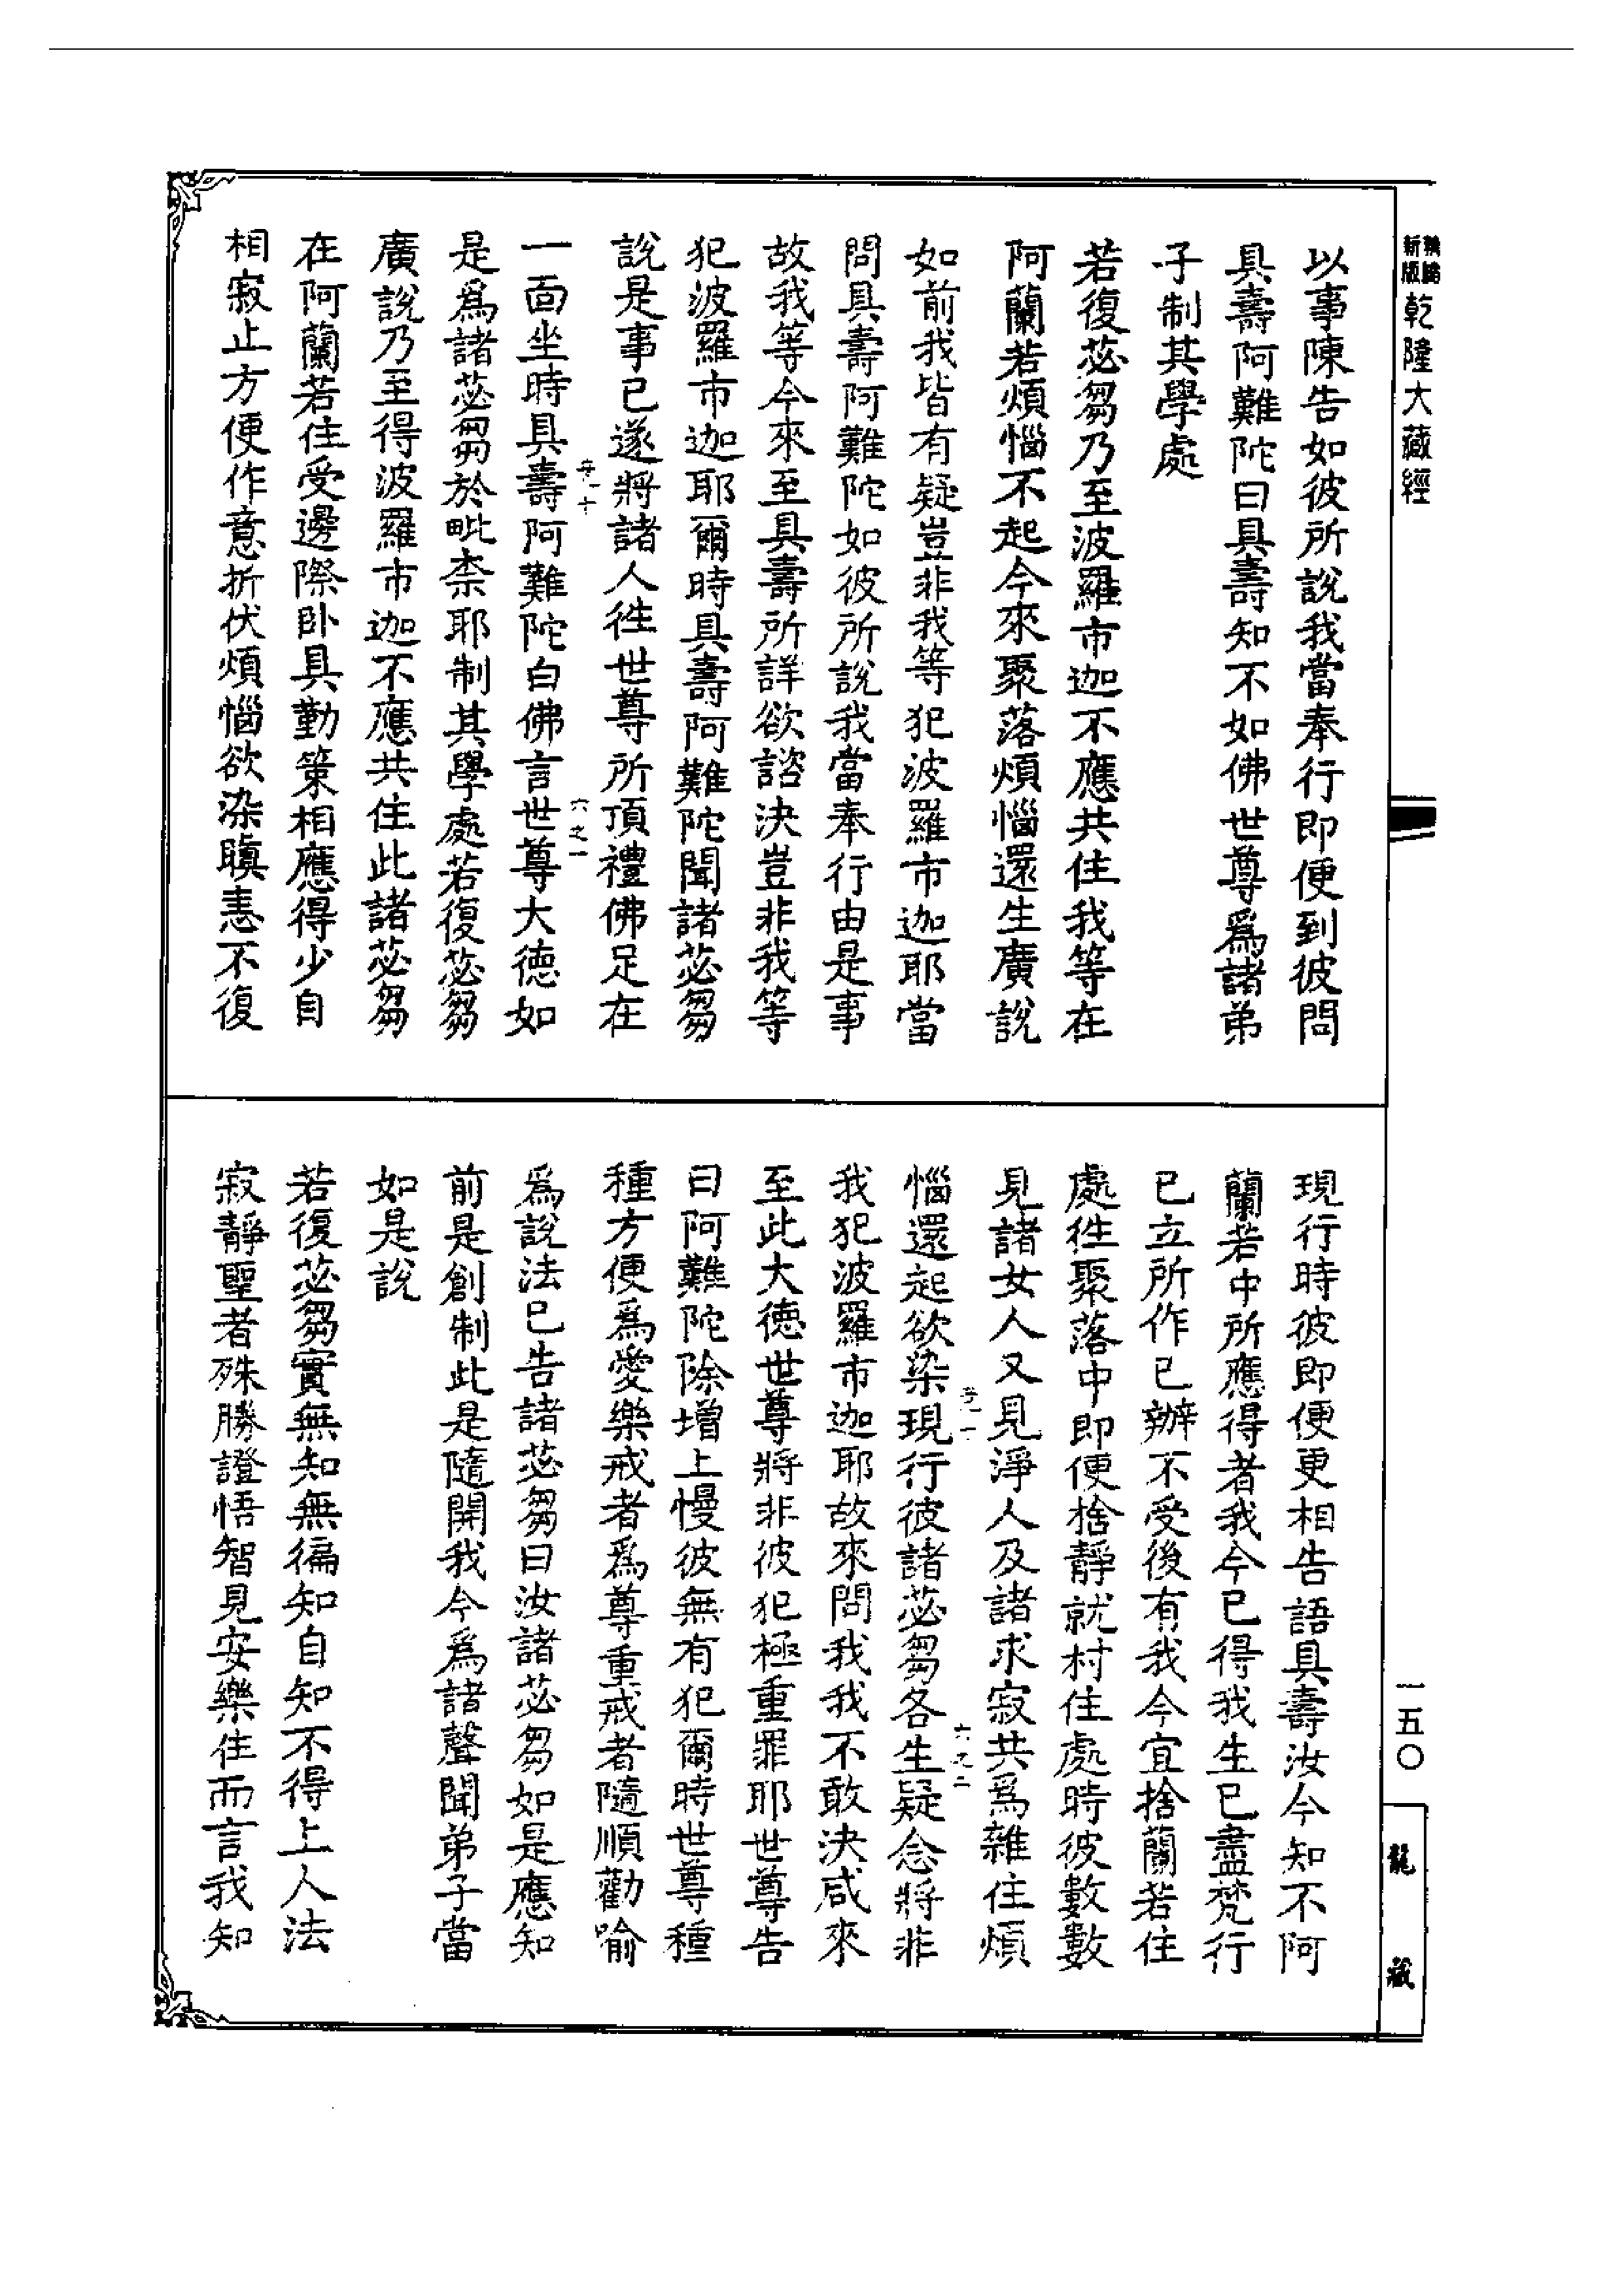 新版乾隆大藏經
以事陳告如彼所說我當奉行即便到彼問
具壽阿難陀曰具壽知不如佛世尊爲諸弟
子制其學處
若復苾芻乃至波羅市迦不應共住我等在
阿蘭若煩惱不起今來聚落煩惱還生廣說
如前我皆有疑豈非我等犯波羅市迦耶當
問具壽阿難陀如彼所說我當奉行由是事
故我等今來至具壽所詳欲諮決豈非我等
犯波羅市迦耶爾時具壽阿難陀聞諸苾芻
說是事已遂將諸人徃世尊所頂禮佛足在
一面坐時具壽阿難陀白佛言世尊大德如
六之一
是爲諸苾芻於毗柰耶制其學處若復苾芻
廣說乃至得波羅市迦不應共住此諸苾芻
在阿蘭若住受邊際卧具勤策相應得少自
相寂止方便作意折伏煩惱欲染瞋恚不復
現行時彼即便更相告語具壽汝今知不阿
蘭若中所應得者我今已得我生已盡梵行
已立所作已辦不受後有我今宜捨蘭若住
處徃聚落中即便捨靜就村住處時彼數數
見諸女人又見淨人及諸求寂共爲雜住煩
惱還起欲染現行彼諸苾芻各生疑念將非
六之二
我犯波羅市迦耶故來問我我不敢決咸來
至此大德世尊將非彼犯極重罪耶世尊告
曰阿難陀除增上慢彼無有犯爾時世尊種
種方便爲愛樂戒者爲尊重戒者隨順勸喻
爲說法已告諸苾芻曰汝諸苾芻如是應知
前是創制此是隨開我今爲諸聲聞弟子當
如是說
若復苾芻實無知無徧知自知不得上人法
寂靜聖者殊勝證悟智見安樂住而言我知
一五〇
龍藏